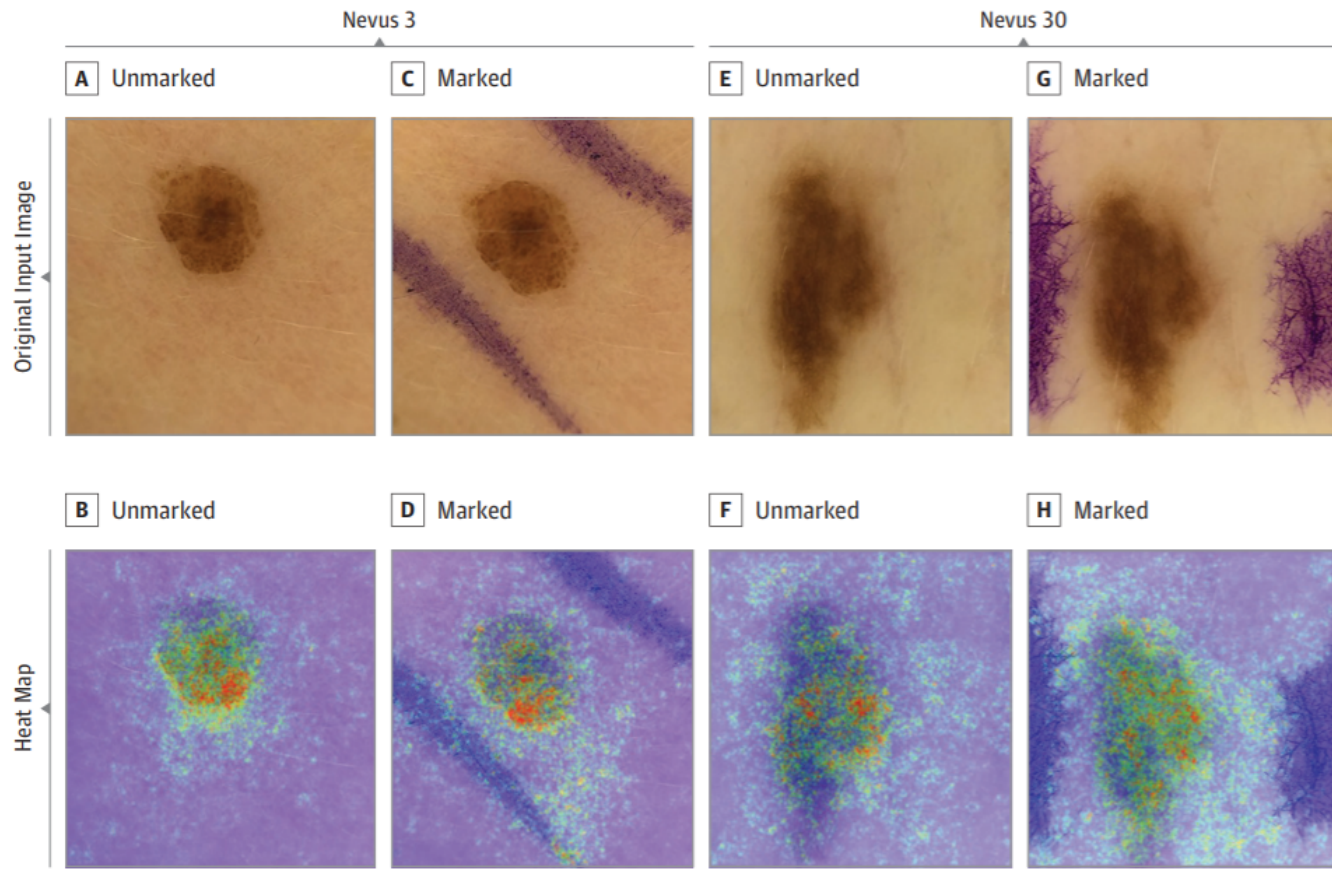 Nevus 3
Nevus 30
A Unmarked
C Marked
E Unmarked
G Marked
Original Input Image
B Unmarked
D Marked
F Unmarked
H Marked
Heat Map